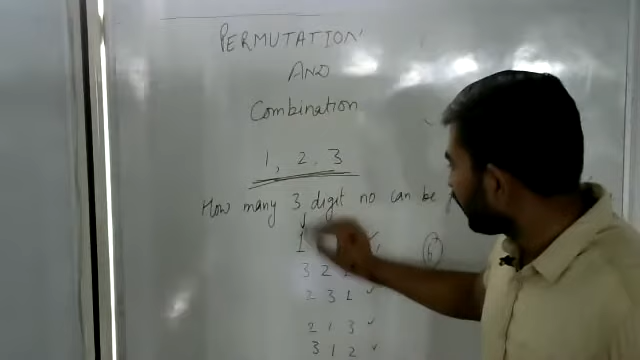 PERMUTATION
AND
Combination
1, 2, 3
How many 3 digit no can be
1
3 2
2 3 1
2 1 3
3 1 2